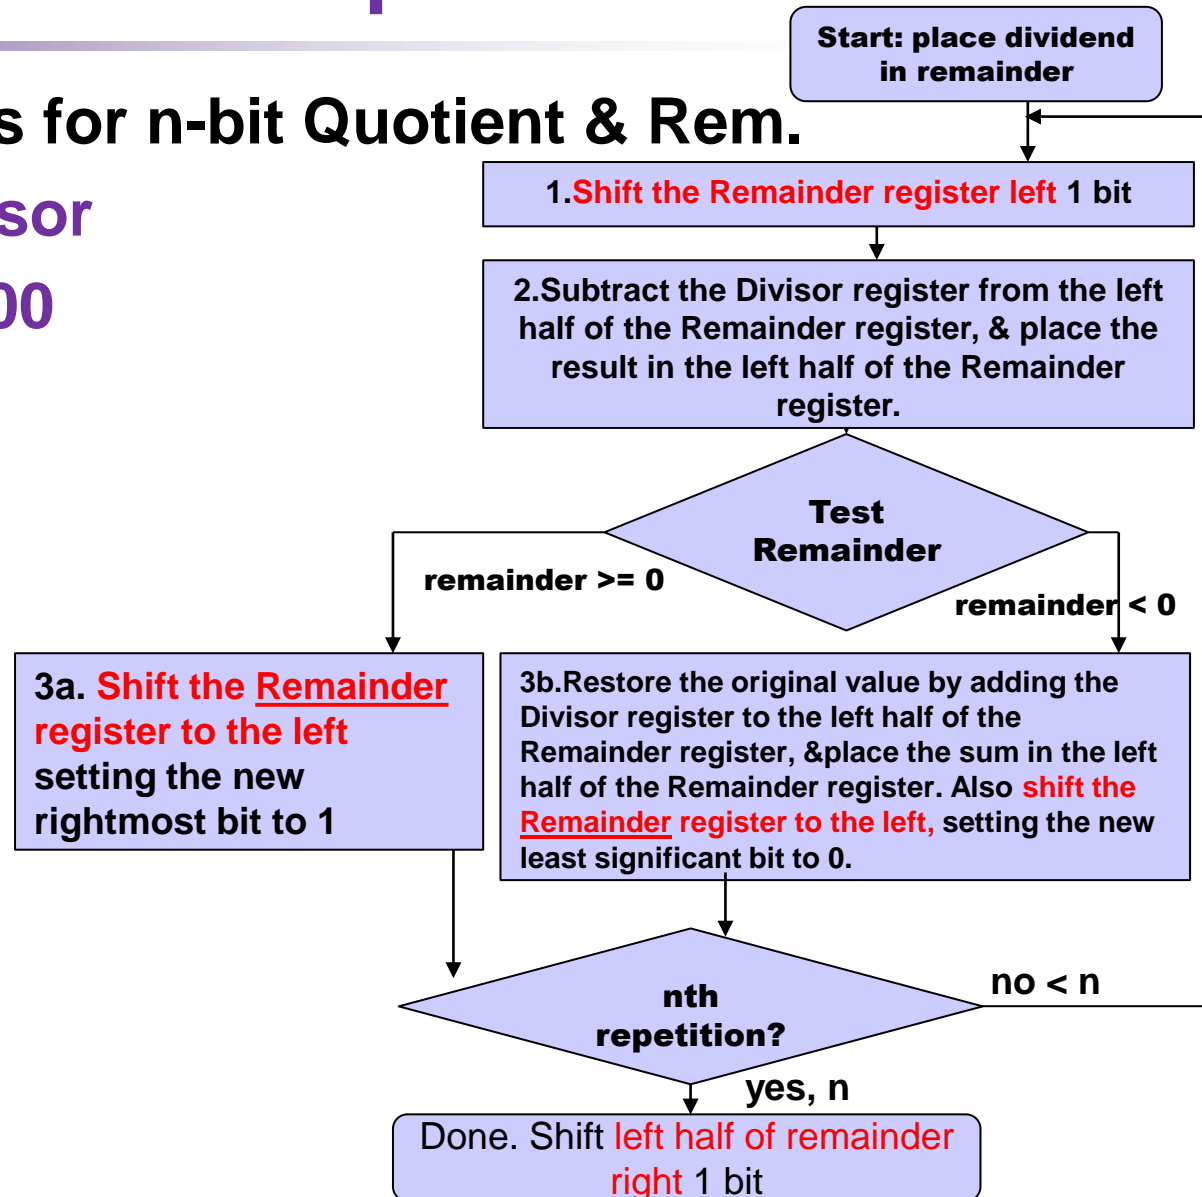 Start: place dividend
in remainder
s for n-bit Quotient & Rem.
sor
00
1.Shift the Remainder register left 1 bit
2.Subtract the Divisor register from the left
half of the Remainder register, & place the
result in the left half of the Remainder
register.
Test
Remainder
remainder >= 0
remainder < 0
3a. Shift the Remainder
register to the left
setting the new
rightmost bit to 1
3b.Restore the original value by adding the
Divisor register to the left half of the
Remainder register, &place the sum in the left
half of the Remainder register. Also shift the
Remainder register to the left, setting the new
least significant bit to 0.
nth
repetition?
no < n
yes, n
Done. Shift left half of remainder
right 1 bit